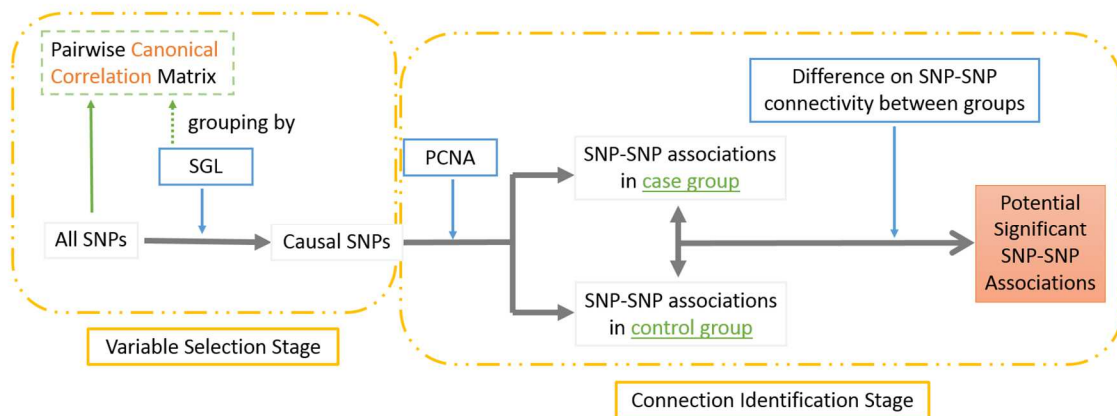 Pairwise Canonical
Correlation Matrix
grouping by
SGL
All SNPs
Causal SNPs
Variable Selection Stage
PCNA
SNP-SNP associations
in case group
SNP-SNP associations
in control group
Difference on SNP-SNP
connectivity between groups
Potential
Significant
SNP-SNP
Associations
Connection Identification Stage